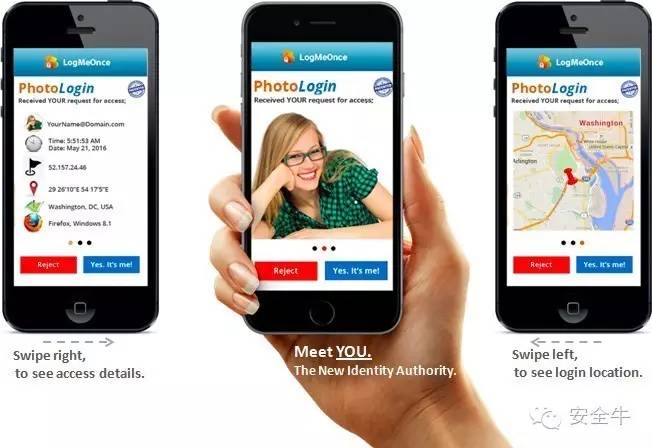 LogMeOnce
PhotoLogin
Received YOUR request for access;
YourName@Domain.com
Time: 5:51:53 AM
Date: May 21, 2016
52.157.24.46
29 26'10"E 54 17'5"E
Washington, DC, USA
Firefox, Windows 8.1
Reject
Yes. It's me!
Swipe right,
to see access details.
LogMeOnce
PhotoLogin
Received YOUR request for access;
Reject
Yes. It's me!
Meet YOU.
The New Identity Authority.
LogMeOnce
PhotoLogin
Received YOUR request for access;
Washington
Arlington
Reject
Yes. It's me!
Swipe left,
to see login location.
安全牛